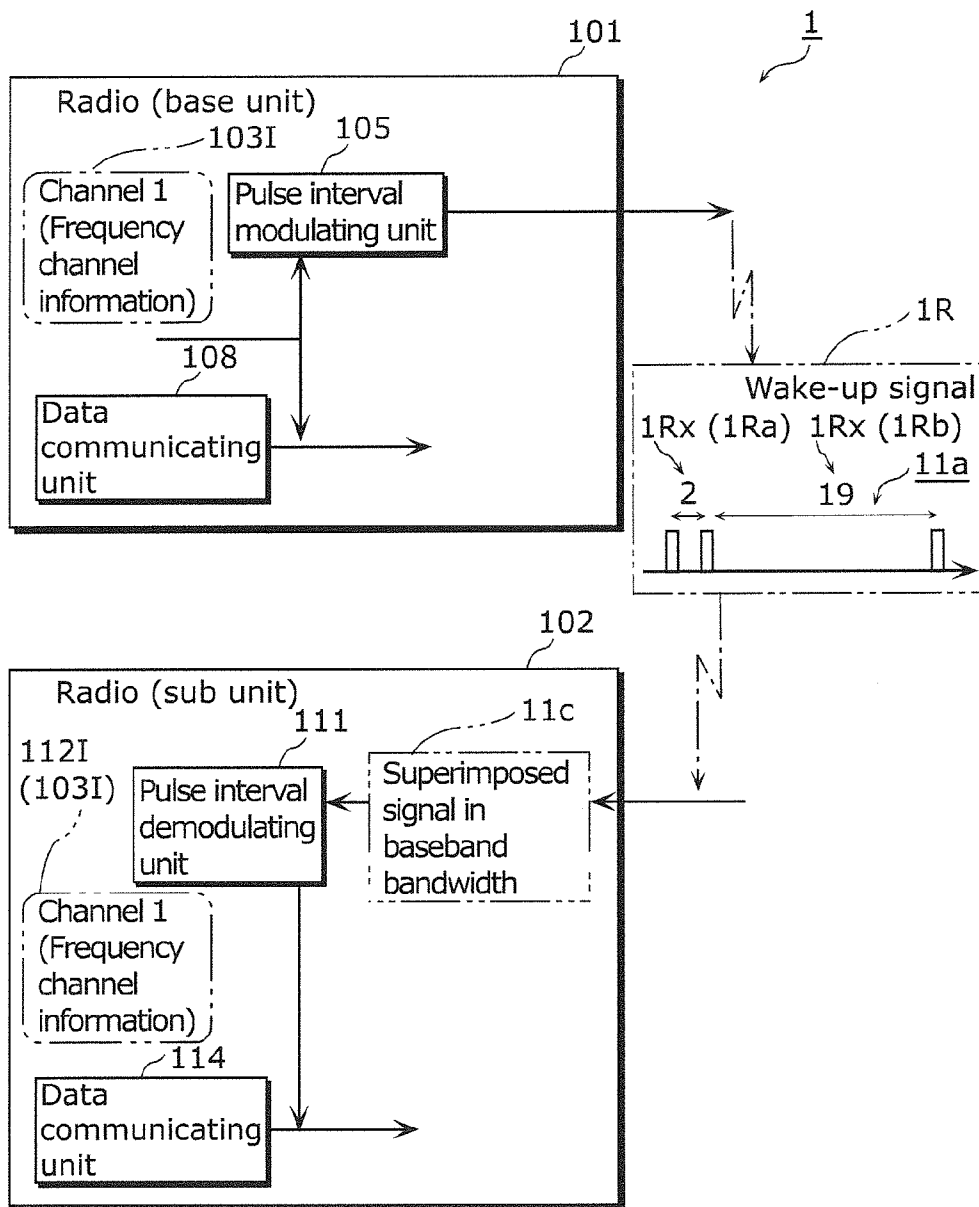 1
101
Radio (base unit)
103I
105
Channel 1
(Frequency
channel
information)
Pulse interval
modulating unit
108
Data
communicating
unit
1R
Wake-up signal
1Rx (1Ra) 1Rx (1Rb)
11a
2
19
102
Radio (sub unit)
11c
111
112I
(103I)
Pulse interval
demodulating
unit
Superimposed
signal in
baseband
bandwidth
Channel 1
(Frequency
channel
information)
114
Data
communicating
unit